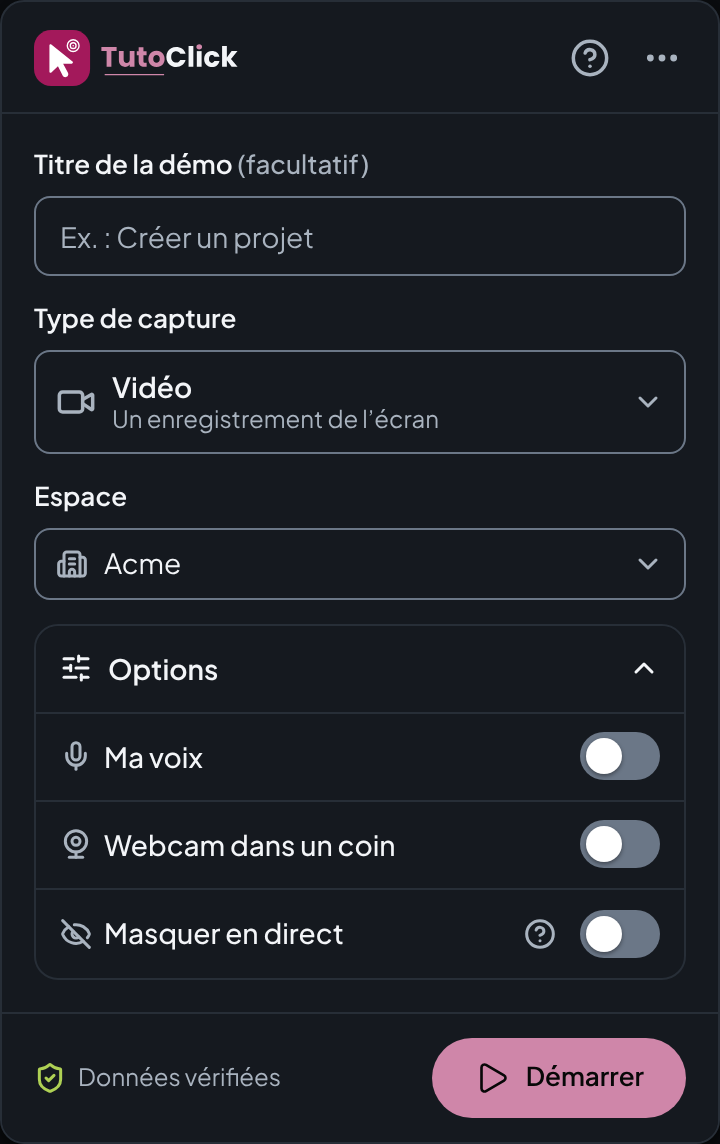 TutoClick
Titre de la démo (facultatif)
Ex. : Créer un projet
Type de capture
Vidéo
Un enregistrement de l’écran
Espace
Acme
Options
Ma voix
Webcam dans un coin
Masquer en direct
Données vérifiées
Démarrer